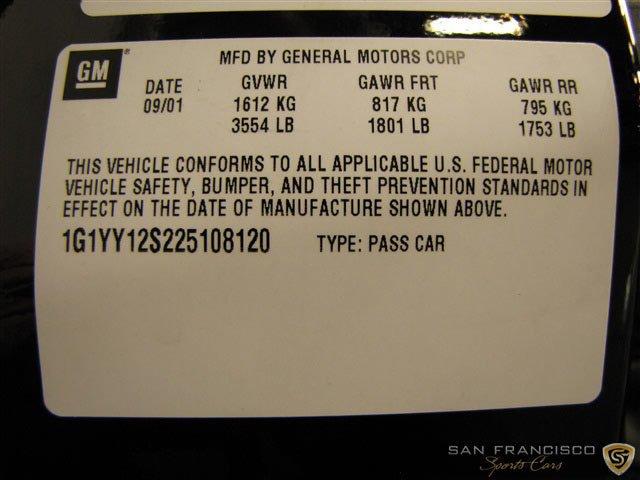 GM®
MFD BY GENERAL MOTORS CORP
DATE GVWR GAWR FRT GAWR RR
09/01 1612 KG 817 KG 795 KG
3554 LB 1801 LB 1753 LB
THIS VEHICLE CONFORMS TO ALL APPLICABLE U.S. FEDERAL MOTOR
VEHICLE SAFETY, BUMPER, AND THEFT PREVENTION STANDARDS IN
EFFECT ON THE DATE OF MANUFACTURE SHOWN ABOVE.
1G1YY12S225108120 TYPE: PASS CAR
SAN FRANCISCO
Sports Cars